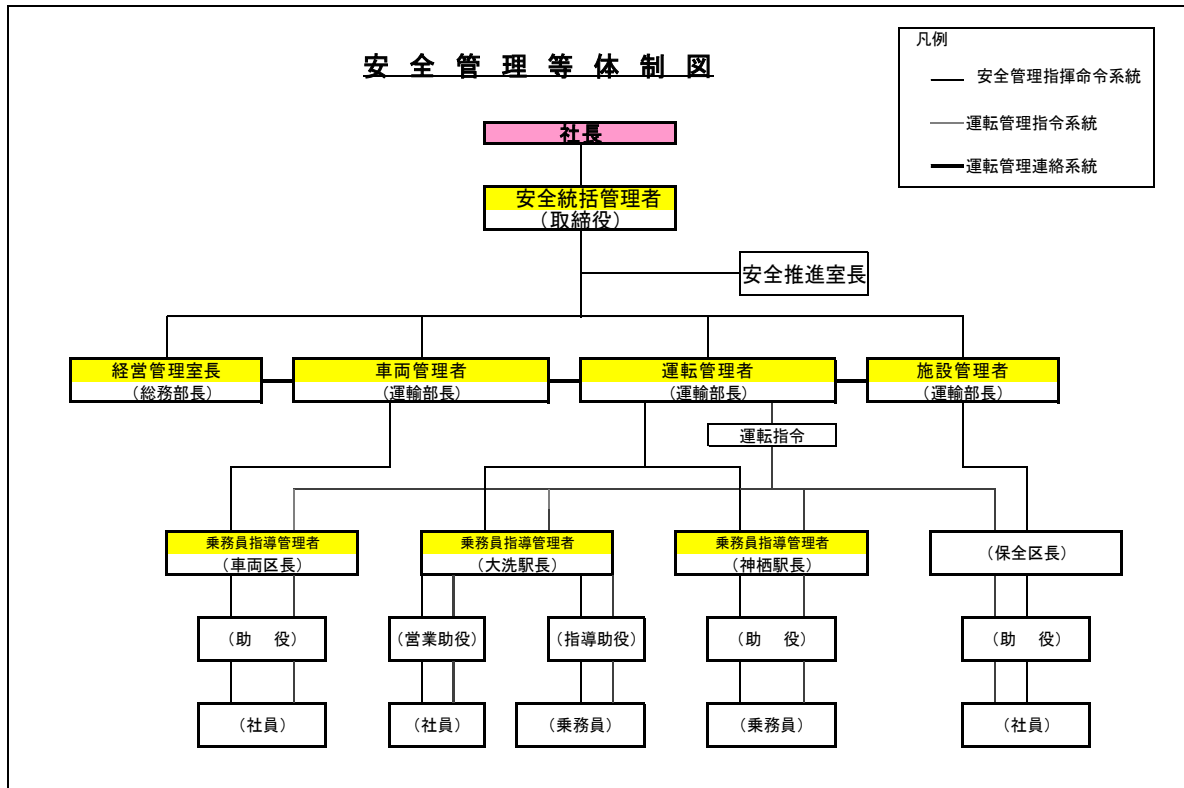 安全管理等体制図
凡例
安全管理指揮命令系統
運転管理指令系統
運転管理連絡系統
社長
安全統括管理者
（取締役）
安全推進室長
経営管理室長
（総務部長）
車両管理者
（運輸部長）
運転管理者
（運輸部長）
施設管理者
（運輸部長）
運転指令
乗務員指導管理者
（車両区長）
乗務員指導管理者
（大洗駅長）
乗務員指導管理者
（神栖駅長）
（保全区長）
（助　役）
（営業助役）
（指導助役）
（助　役）
（助　役）
（社員）
（社員）
（乗務員）
（乗務員）
（社員）